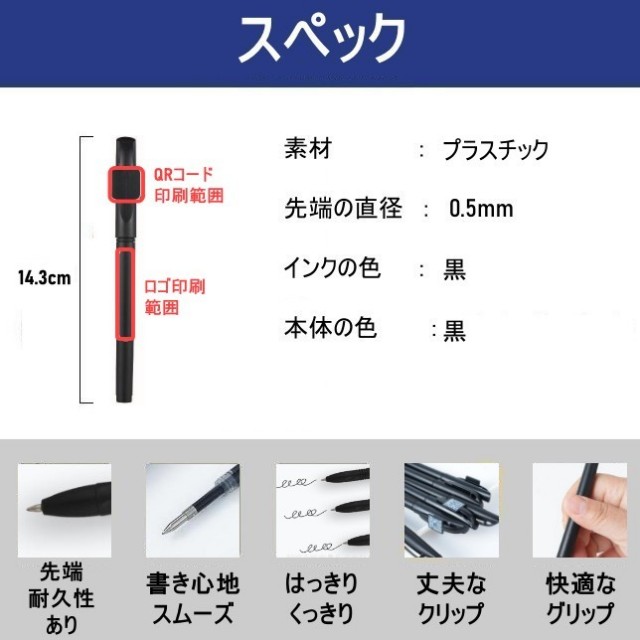 スペック
QRコード
印刷範囲
14.3cm
ロゴ印刷
範囲
素材 : プラスチック
先端の直径 : 0.5mm
インクの色 : 黒
本体の色 : 黒
先端
耐久性
あり
書き心地
スムーズ
はっきり
くっきり
丈夫な
クリップ
快適な
グリップ